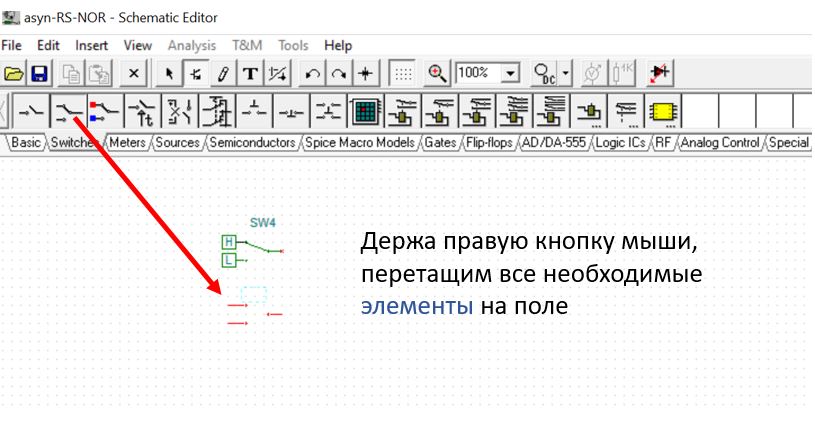 asyn-RS-NOR - Schematic Editor
File Edit Insert View Analysis T&M Tools Help
T 100% DC 1K
Basic Switches Meters Sources Semiconductors Spice Macro Models Gates Flip-flops AD/DA-555 Logic ICs RF Analog Control Special
SW4
H
L
Держа правую кнопку мыши,
перетащим все необходимые
элементы на поле